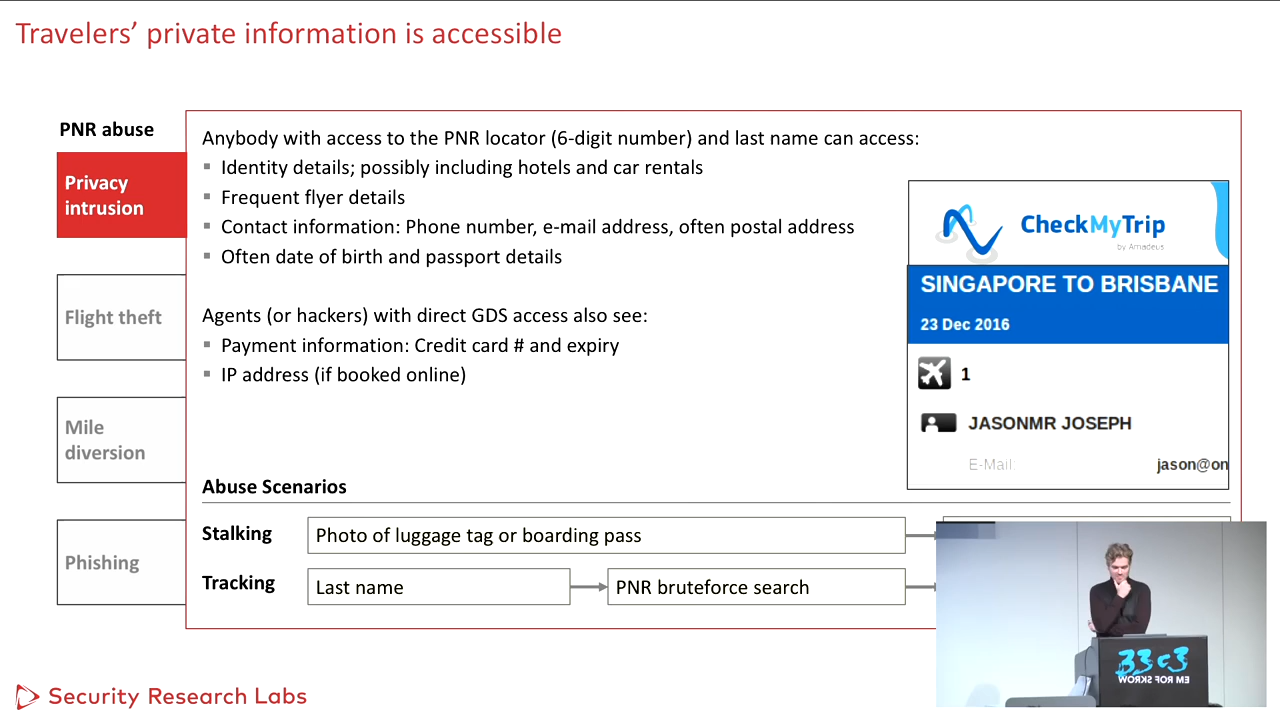 Travelers’ private information is accessible
PNR abuse
Privacy
intrusion
Flight theft
Mile
diversion
Phishing
Anybody with access to the PNR locator (6-digit number) and last name can access:
Identity details; possibly including hotels and car rentals
Frequent flyer details
Contact information: Phone number, e-mail address, often postal address
Often date of birth and passport details
Agents (or hackers) with direct GDS access also see:
Payment information: Credit card # and expiry
IP address (if booked online)
CheckMyTrip
by Amadeus
SINGAPORE TO BRISBANE
23 Dec 2016
1
JASONMR JOSEPH
E-Mail
jason@on
Abuse Scenarios
Stalking
Photo of luggage tag or boarding pass
Tracking
Last name
PNR bruteforce search
33c3
WORKS FOR ME
Security Research Labs